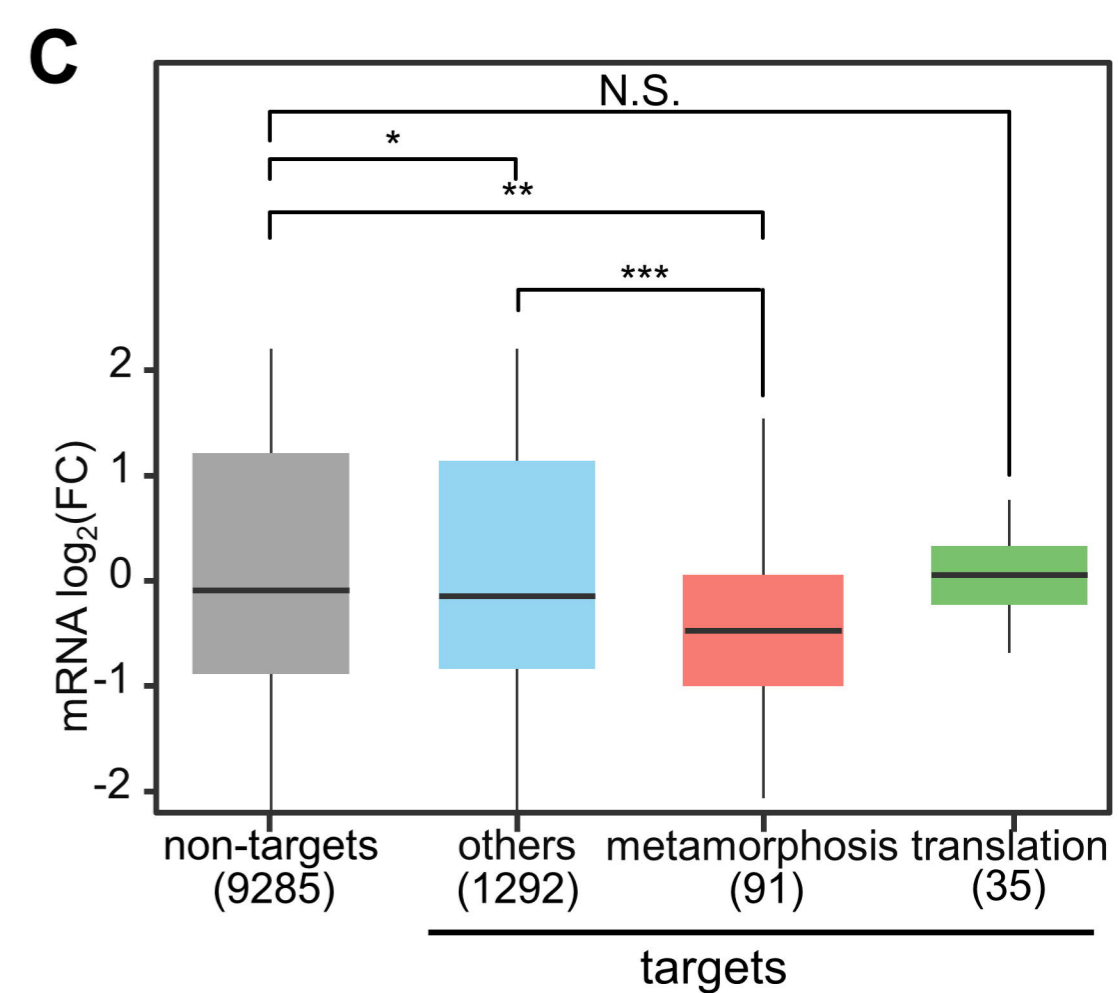 C
N.S.
*
**
***
2
1
0
-1
-2
mRNA log2(FC)
non-targets others metamorphosis translation
(9285) (1292) (91) (35)
targets